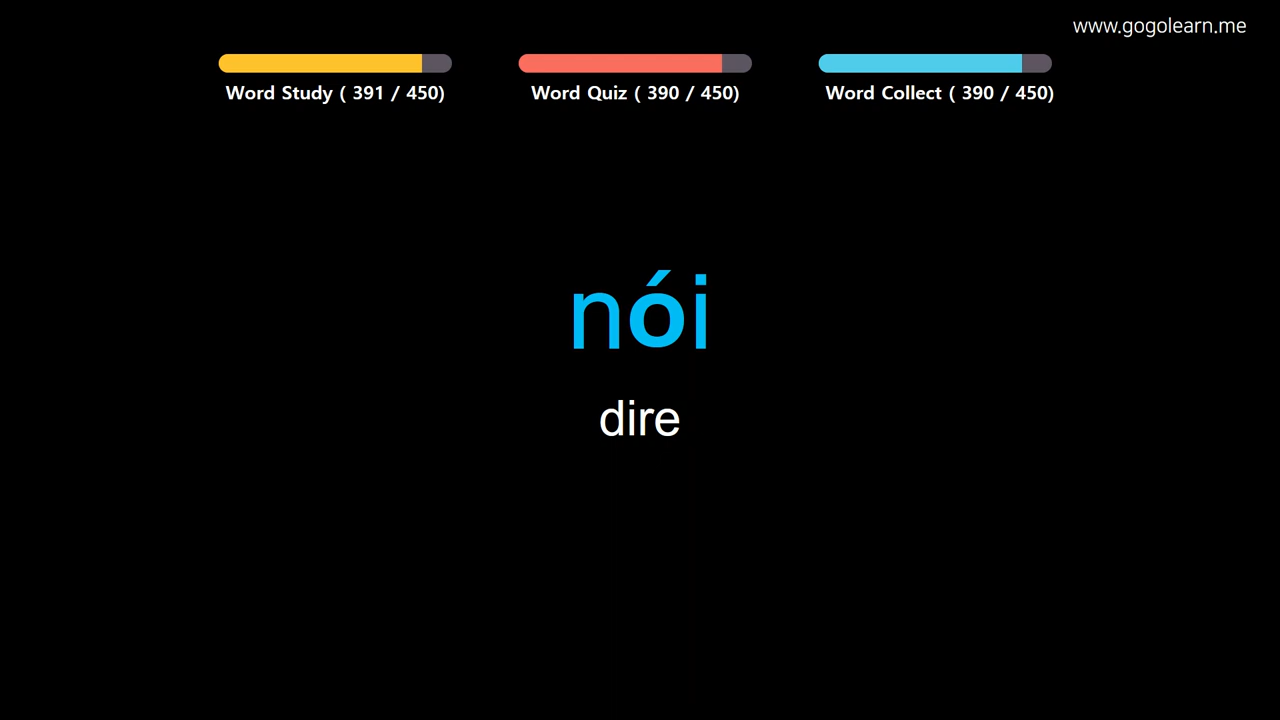 www.gogolearn.me
Word Study ( 391 / 450)
Word Quiz ( 390 / 450)
Word Collect ( 390 / 450)
nói
dire